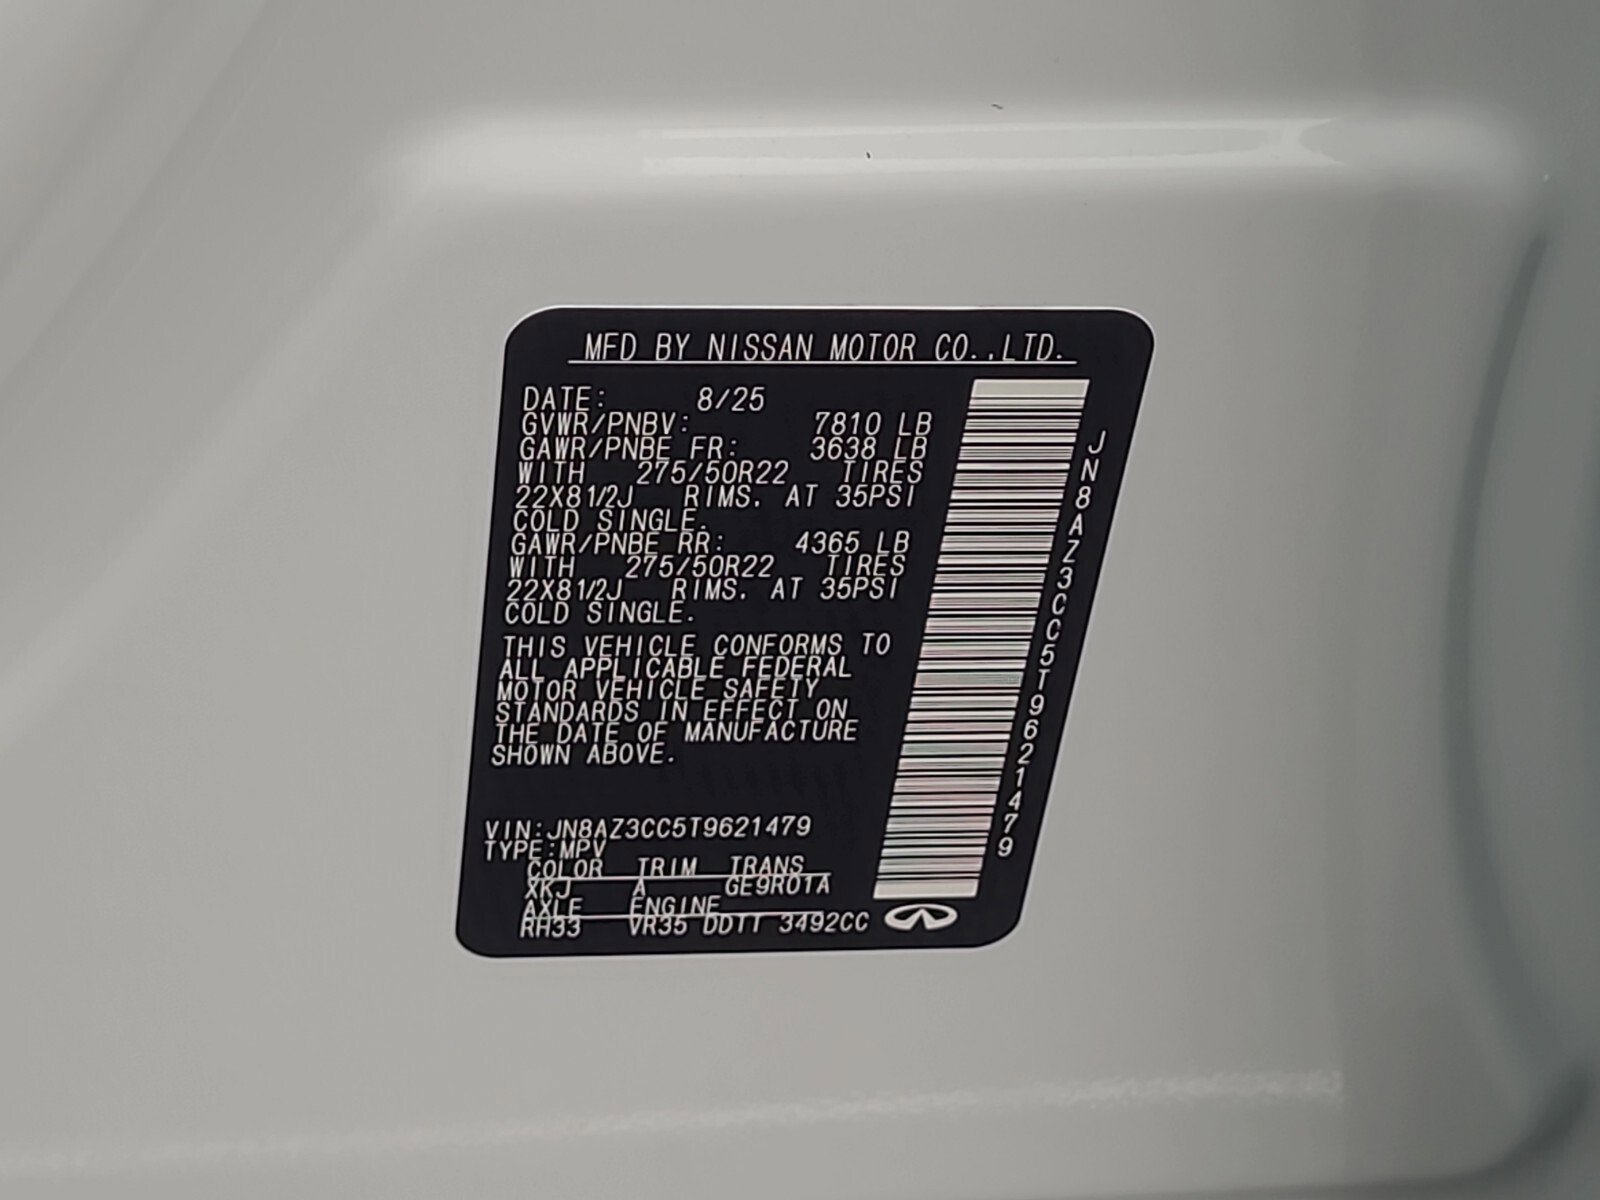 MFD BY NISSAN MOTOR CO.,LTD.
DATE: 8/25
GVWR/PNBV: 7810 LB
GAWR/PNBE FR: 3638 LB
WITH 275/50R22 TIRES
22X81/2J RIMS. AT 35PSI
COLD SINGLE.
GAWR/PNBE RR: 4365 LB
WITH 275/50R22 TIRES
22X81/2J RIMS. AT 35PSI
COLD SINGLE.
THIS VEHICLE CONFORMS TO
ALL APPLICABLE FEDERAL
MOTOR VEHICLE SAFETY
STANDARDS IN EFFECT ON
THE DATE OF MANUFACTURE
SHOWN ABOVE.
VIN:JN8AZ3CC5T9621479
TYPE:MPV
COLOR TRIM TRANS
XKJ A GE9R01A
AXLE ENGINE
RH33 VR35 DDTT 3492CC
JN8AZ3CC5T9621479